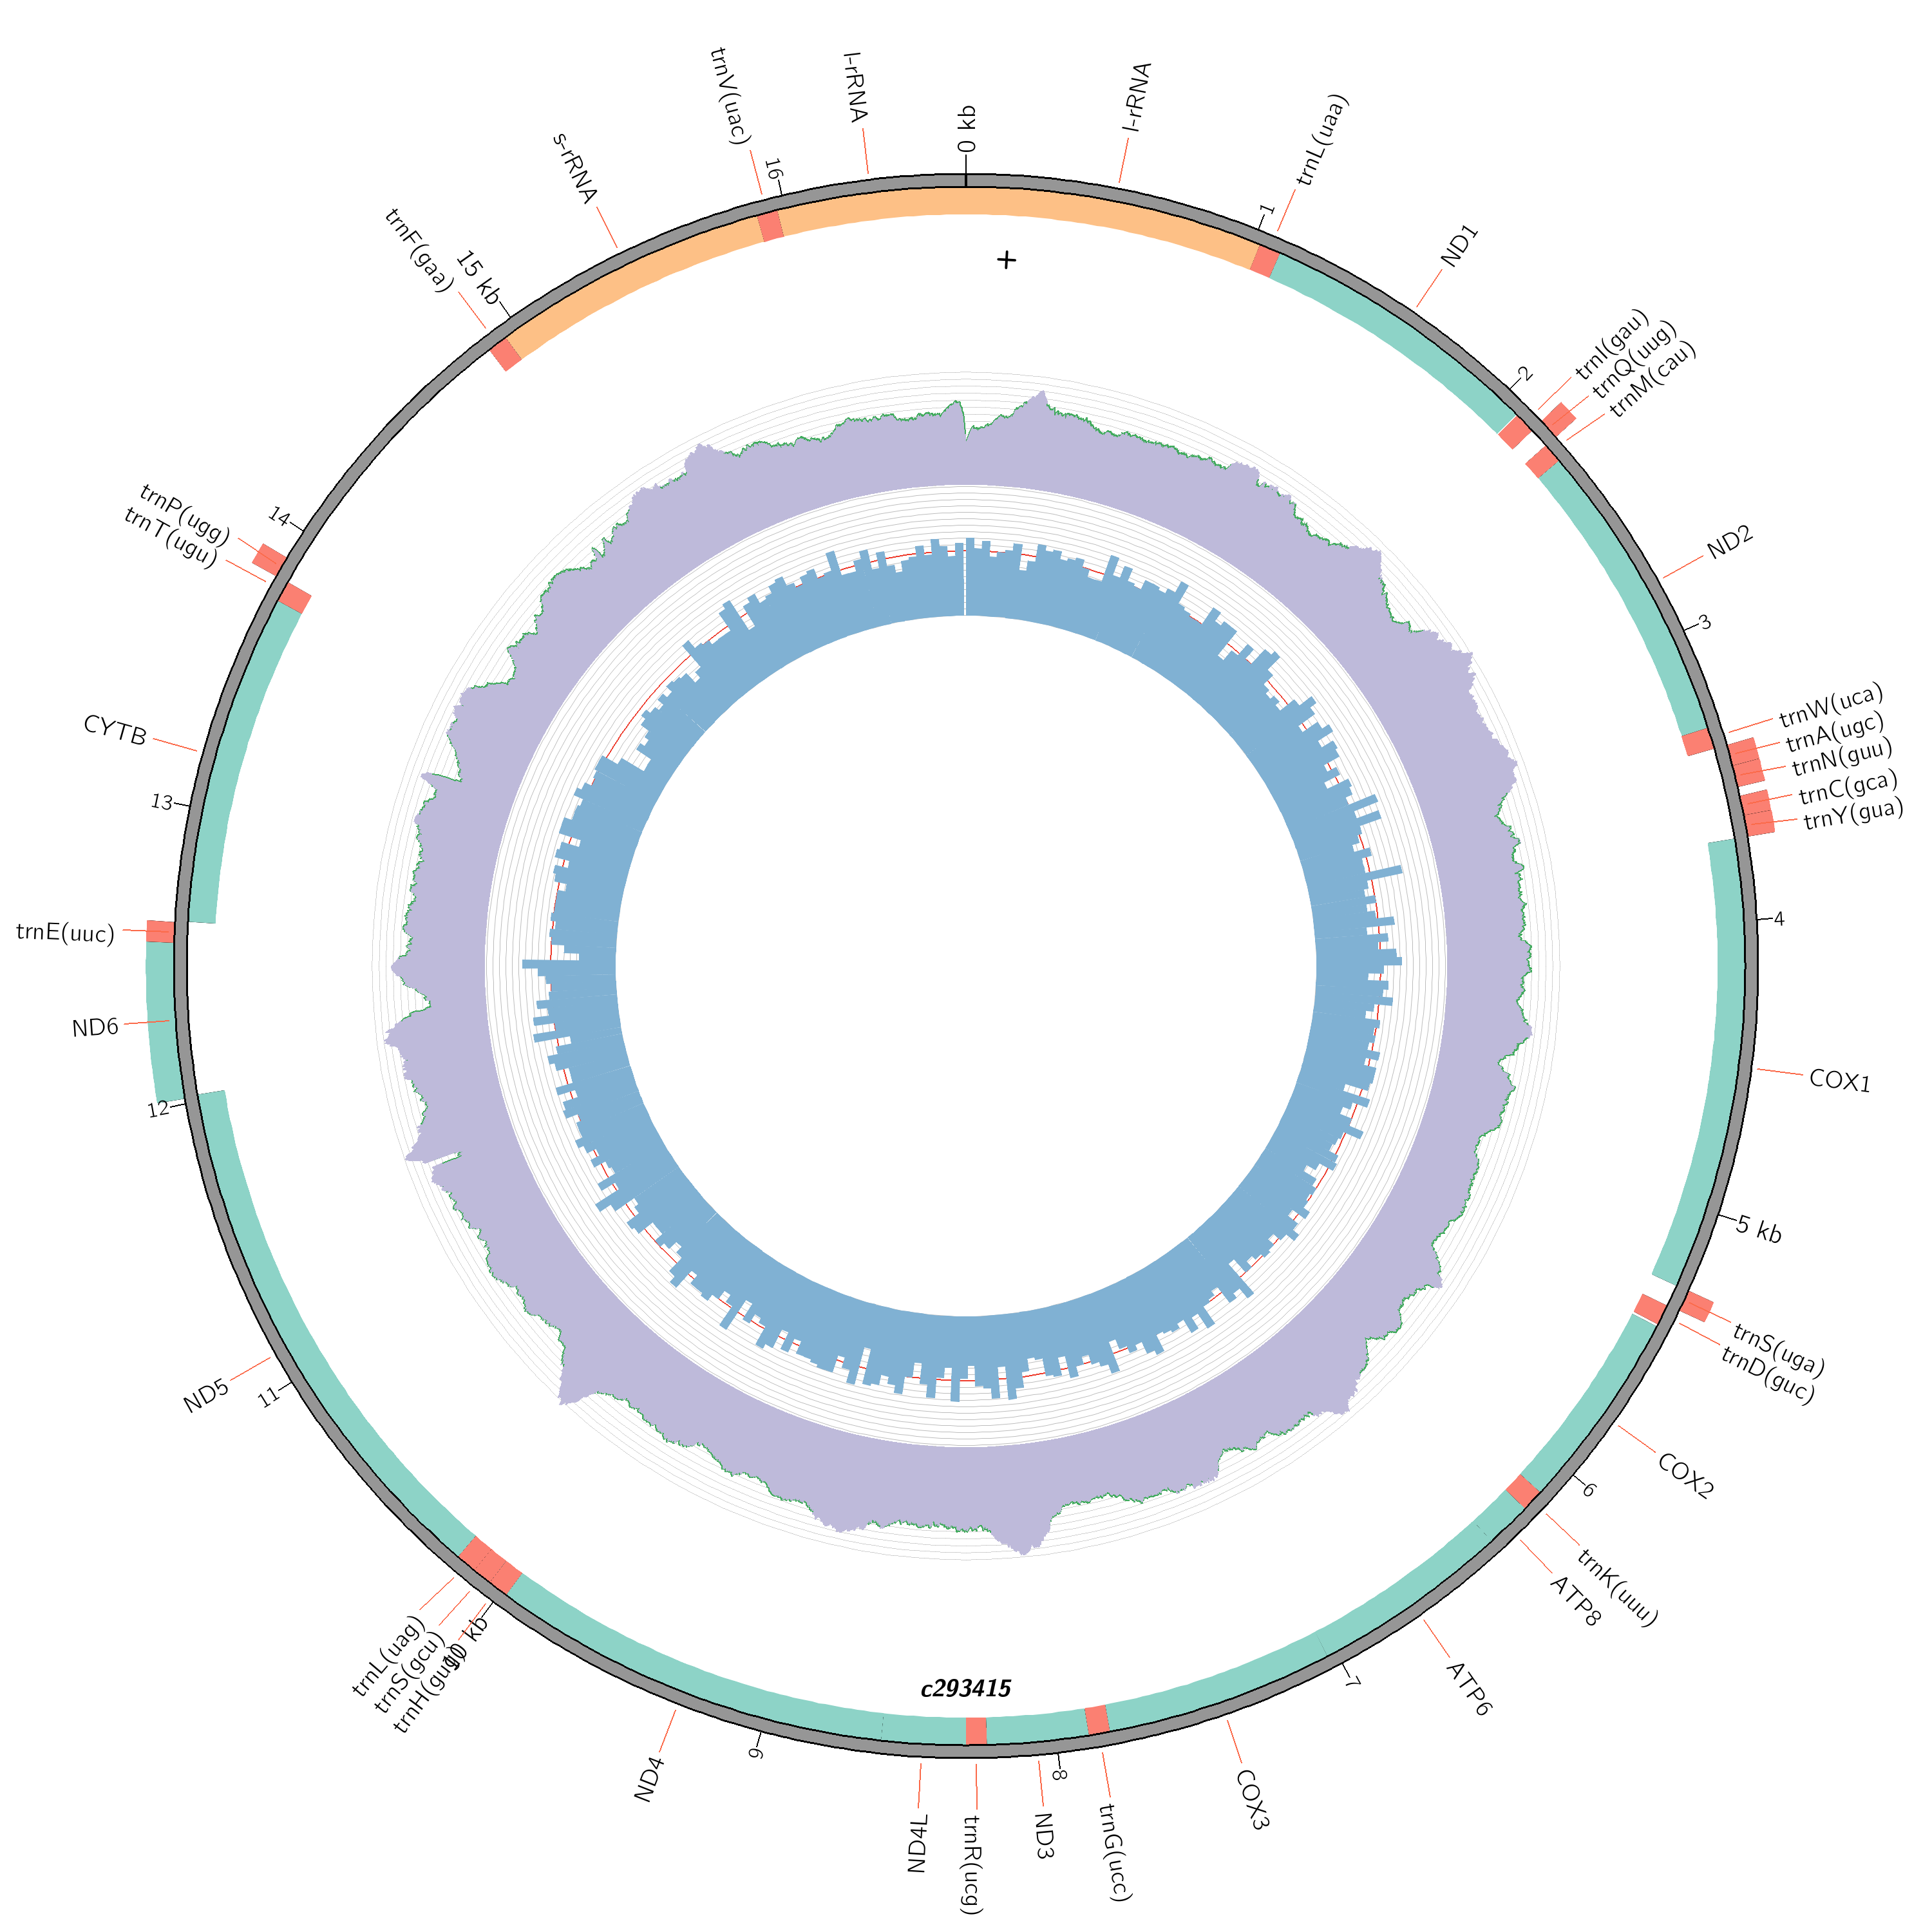 0 kb
l-rRNA
trnL(uaa)
1
ND1
2
trnI(gau)
trnQ(uug)
trnM(cau)
ND2
3
trnW(uca)
trnA(ugc)
trnN(guu)
trnC(gca)
trnY(gua)
4
COX1
5 kb
trnS(uga)
trnD(guc)
COX2
6
trnK(uuu)
ATP8
ATP6
7
COX3
trnG(ucc)
8
ND3
trnR(ucg)
ND4L
c293415
9
ND4
10 kb
trnH(gug)
trnS(gcu)
trnL(uag)
11
ND5
12
ND6
trnE(uuc)
13
CYTB
trnT(ugu)
trnP(ugg)
14
trnF(gaa)
15 kb
s-rRNA
trnV(uac)
16
l-rRNA
+